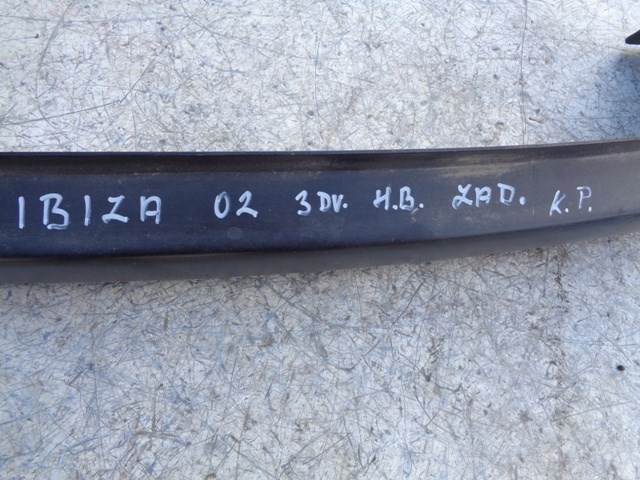 IBIZA 02 3DV. H.B. ZAD. K.P.